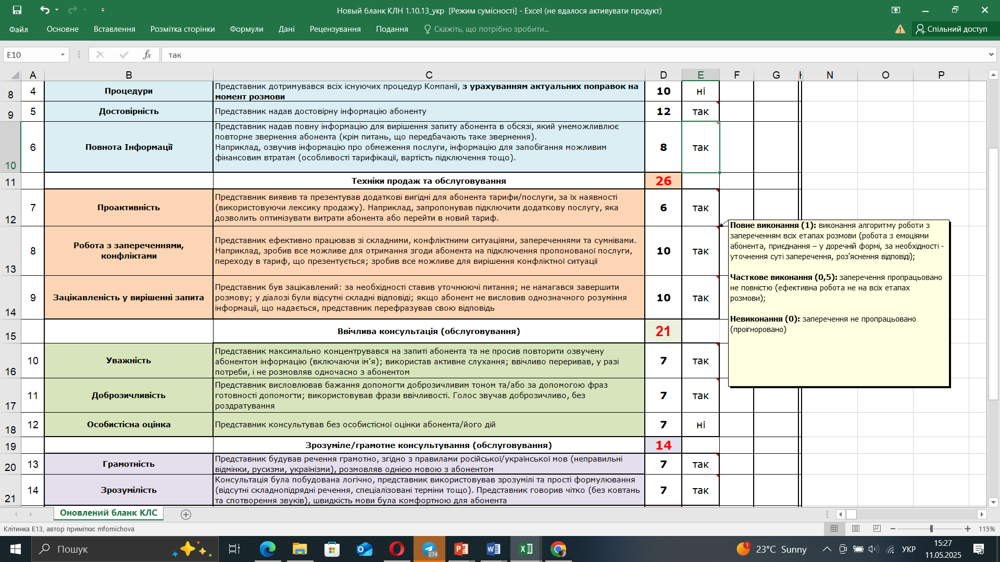 Новый бланк КЛН 1.10.13_укр [Режим сумісності] - Excel (не вдалося активувати продукт)
Файл Основне Вставлення Розмітка сторінки Формули Дані Рецензування Подання Скажіть, що потрібно зробити... Спільний доступ
E10 fx так
A B C D E F G H N O P
8 4 Процедури Представник дотримувався всіх існуючих процедур Компанії, з урахуванням актуальних поправок на
момент розмови 10 ні
9 5 Достовірність Представник надав достовірну інформацію абоненту 12 так
10 6 Повнота Інформації Представник надав повну інформацію для вирішення запиту абонента в обсязі, який унеможливлює
повторне звернення абонента (крім питань, що передбачають таке звернення).
Наприклад, озвучив інформацію про обмеження послуги, інформацію для запобігання можливим
фінансовим втратам (особливості тарифікації, вартість підключення тощо). 8 так
11 Техніки продаж та обслуговування 26
12 7 Проактивність Представник виявив та презентував додаткові вигідні для абонента тарифи/послуги, за їх наявності
(використовуючи лексику продажу). Наприклад, запропонував підключити додаткову послугу, яка
дозволить оптимізувати витрати абонента або перейти в новий тариф. 6 так
13 8 Робота з запереченнями,
конфліктами Представник ефективно працював зі складними, конфліктними ситуаціями, запереченнями та сумнівами.
Наприклад, зробив все можливе для отримання згоди абонента на підключення пропонованої послуги,
переходу в тариф, що презентується; зробив все можливе для вирішення конфліктної ситуації 10 так
14 9 Зацікавленість у вирішенні запита Представник був зацікавлений: за необхідності ставив уточнюючі питання; не намагався завершити
розмову; у діалозі були відсутні складні відповіді; якщо абонент не висловив однозначного розуміння
інформації, що надається, представник перефразував свою відповідь 10 так
15 Ввічлива консультація (обслуговування) 21
16 10 Уважність Представник максимально концентрувався на запиті абонента та не просив повторити озвучену
абонентом інформацію (включаючи ім'я); використав активне слухання; ввічливо переривав, у разі
потреби, і не розмовляв одночасно з абонентом 7 так
17 11 Доброзичливість Представник висловлював бажання допомогти доброзичливим тоном та/або за допомогою фраз
готовності допомогти; використовував фрази ввічливості. Голос звучав доброзичливо, без
роздратування 7 так
18 12 Особистісна оцінка Представник консультував без особистісної оцінки абонента/його дій 7 ні
19 Зрозуміле/грамотне консультування (обслуговування) 14
20 13 Грамотність Представник будував речення грамотно, згідно з правилами російської/української мов (неправильні
відмінки, русизми, українізми), розмовляв однією мовою з абонентом 7 так
21 14 Зрозумілість Консультація була побудована логічно, представник використовував зрозумілі та прості формулювання
(відсутні складнопідрядні речення, спеціалізовані терміни тощо). Представник говорив чітко (без ковтань
та спотворення звуків), швидкість мови була комфортною для абонента 7 так
Повне виконання (1): виконання алгоритму роботи з
запереченням всіх етапах розмови (робота з емоціями
абонента, приєднання – у доречній формі, за необхідності -
уточнення суті заперечення, роз'яснення відповіді);
Часткове виконання (0,5): заперечення пропрацьовано
не повністю (ефективна робота не на всіх етапах
розмови);
Невиконання (0): заперечення не пропрацьовано
(проігноровано)
Оновлений бланк КЛС
Клітинка E13, автор примітки: mfomichova 115%
Пошук 274 1 23°C Sunny УКР 15:27
11.05.2025